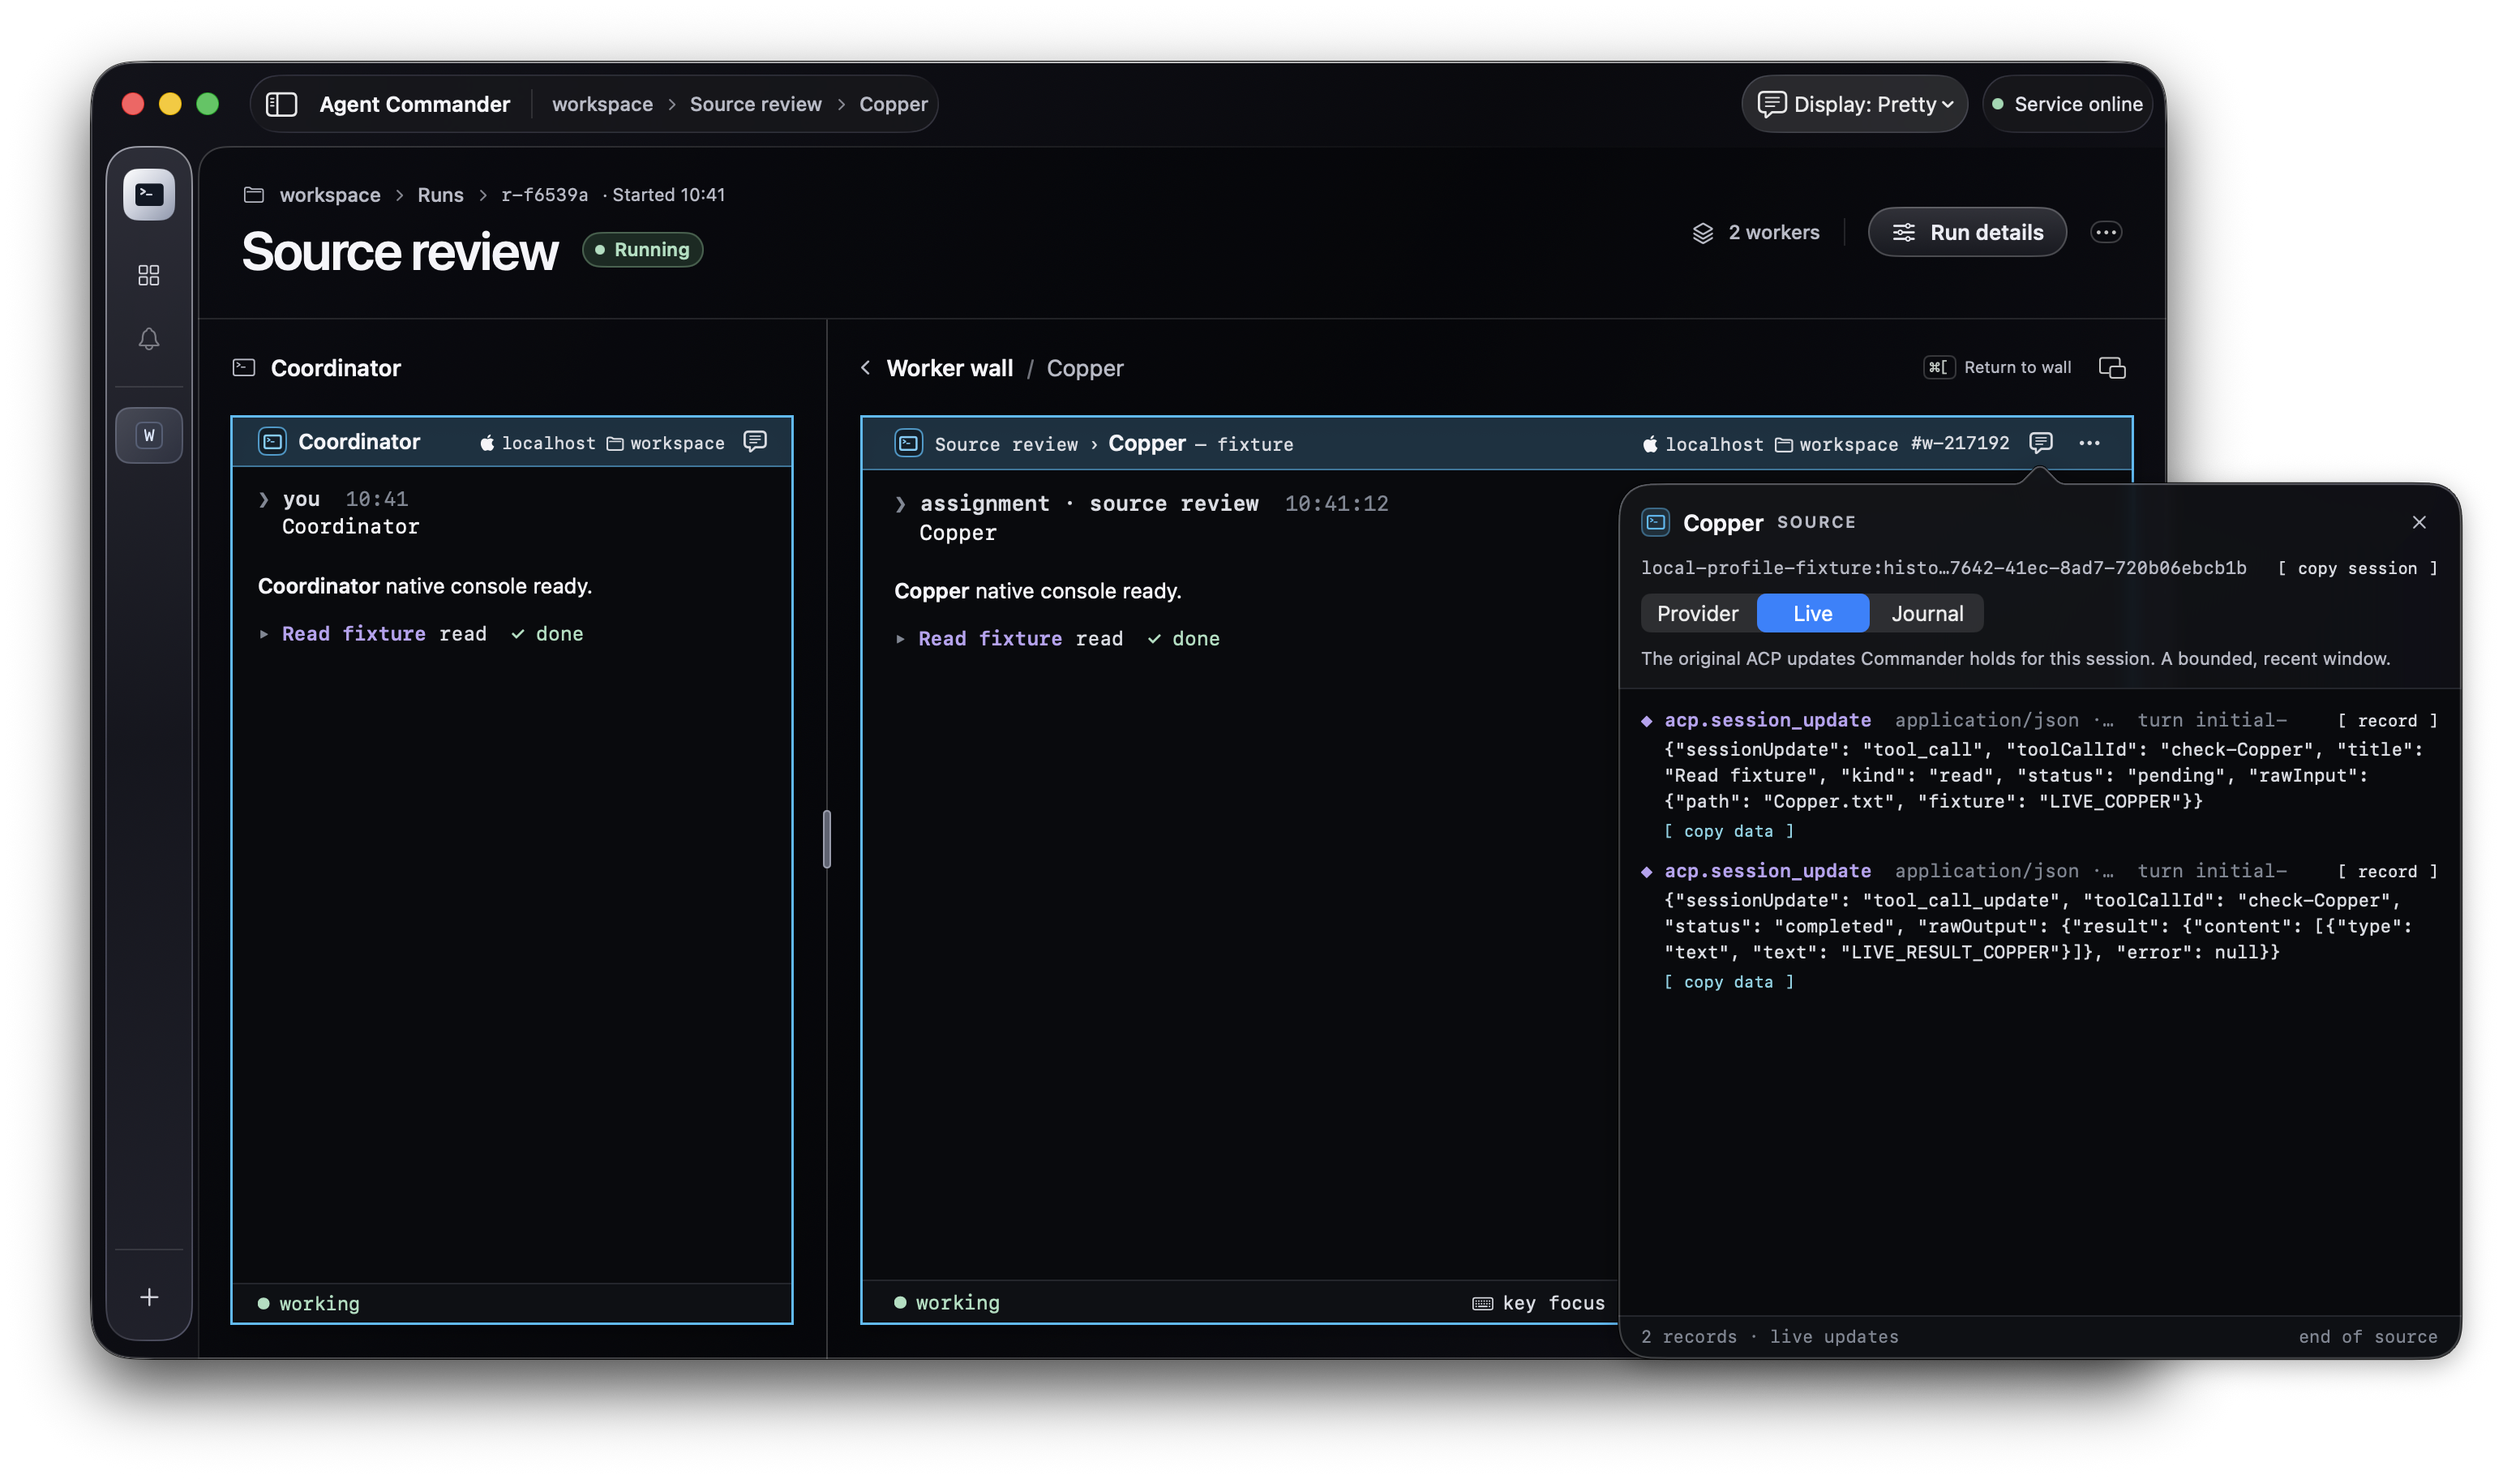 Agent Commander workspace › Source review › Copper
Display: Pretty
Service online
workspace › Runs › r-f6539a · Started 10:41
Source review
Running
2 workers
Run details
W
Coordinator
Coordinator localhost workspace
❯ you 10:41
Coordinator
Coordinator native console ready.
▸ Read fixture read ✓ done
working
Worker wall / Copper
⌘[ Return to wall
Source review › Copper — fixture localhost workspace #w-217192
❯ assignment · source review 10:41:12
Copper
Copper native console ready.
▸ Read fixture read ✓ done
working
key focus
Copper SOURCE
local-profile-fixture:histo…7642-41ec-8ad7-720b06ebcb1b [ copy session ]
Provider Live Journal
The original ACP updates Commander holds for this session. A bounded, recent window.
◆ acp.session_update application/json ·… turn initial- [ record ]
{"sessionUpdate": "tool_call", "toolCallId": "check-Copper", "title":
"Read fixture", "kind": "read", "status": "pending", "rawInput":
{"path": "Copper.txt", "fixture": "LIVE_COPPER"}}
[ copy data ]
◆ acp.session_update application/json ·… turn initial- [ record ]
{"sessionUpdate": "tool_call_update", "toolCallId": "check-Copper",
"status": "completed", "rawOutput": {"result": {"content": [{"type":
"text", "text": "LIVE_RESULT_COPPER"}]}, "error": null}}
[ copy data ]
2 records · live updates
end of source